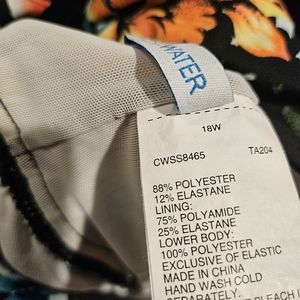 WATER
18W
CWSS8465 TA204
88% POLYESTER
12% ELASTANE
LINING:
75% POLYAMIDE
25% ELASTANE
LOWER BODY:
100% POLYESTER
EXCLUSIVE OF ELASTIC
MADE IN CHINA
HAND WASH COLD
SEPARATELY